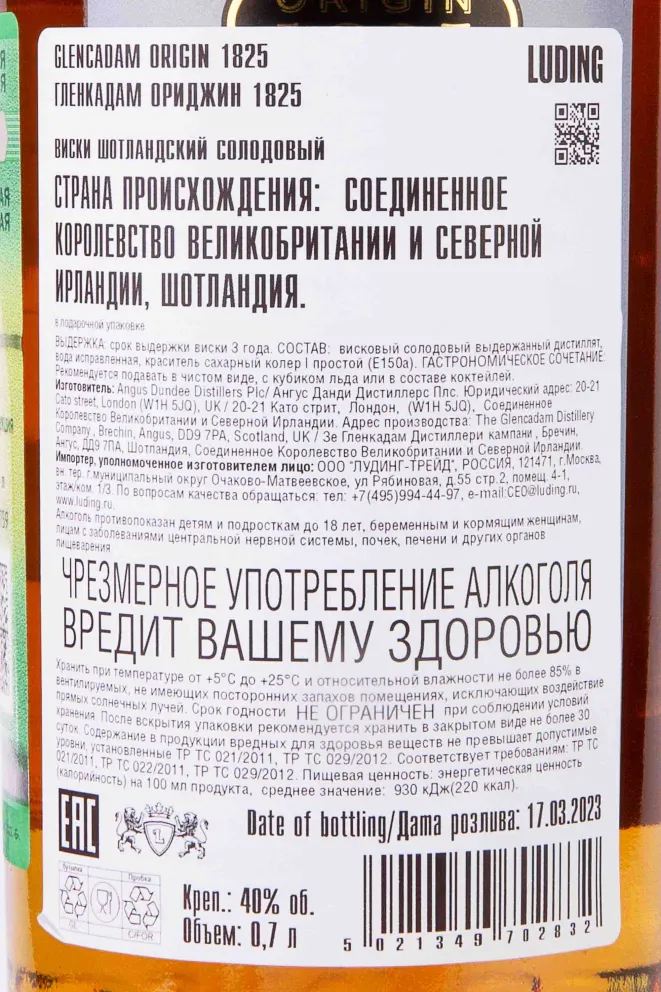 ORIGIN
GLENCADAM ORIGIN 1825
LUDING
ГЛЕНКАДАМ ОРИДЖИН 1825
ВИСКИ ШОТЛАНДСКИЙ СОЛОДОВЫЙ
СТРАНА ПРОИСХОЖДЕНИЯ: СОЕДИНЕННОЕ
КОРОЛЕВСТВО ВЕЛИКОБРИТАНИИ И СЕВЕРНОЙ
ИРЛАНДИИ, ШОТЛАНДИЯ.
в подарочной упаковке
ВЫДЕРЖКА: срок выдержки виски 3 года. СОСТАВ: висковый солодовый выдержанный дистиллят,
вода исправленная, краситель сахарный колер I простой (Е150а). ГАСТРОНОМИЧЕСКОЕ СОЧЕТАНИЕ:
Рекомендуется подавать в чистом виде, с кубиком льда или в составе коктейлей.
Изготовитель: Angus Dundee Distillers Plc/ Ангус Данди Дистиллерс Плс. Юридический адрес: 20-21
Cato street, London (W1H 5JQ), UK / 20-21 Като стрит, Лондон, (W1H 5JQ), Соединенное
Королевство Великобритании и Северной Ирландии. Адрес производства: The Glencadam Distillery
Company , Brechin, Angus, DD9 7PA, Scotland, UK / Зе Гленкадам Дистиллери кампани , Бречин,
Ангус, ДД9 7ПА, Шотландия, Соединенное Королевство Великобритании и Северной Ирландии.
Импортер, уполномоченное изготовителем лицо: ООО "ЛУДИНГ-ТРЕЙД", РОССИЯ, 121471, г.Москва,
вн. тер. г.муниципальный округ Очаково-Матвеевское, ул Рябиновая, д.55 стр.2, помещ. 4-1,
этаж/ком. 1/3. По вопросам качества обращаться: тел: +7(495)994-44-97, e-mail:CEO@luding.ru,
www.luding.ru.
Алкоголь противопоказан детям и подросткам до 18 лет, беременным и кормящим женщинам,
лицам с заболеваниями центральной нервной системы, почек, печени и других органов
пищеварения
ЧРЕЗМЕРНОЕ УПОТРЕБЛЕНИЕ АЛКОГОЛЯ
ВРЕДИТ ВАШЕМУ ЗДОРОВЬЮ
Хранить при температуре от +5°С до +25°С и относительной влажности не более 85% в
вентилируемых, не имеющих посторонних запахов помещениях, исключающих воздействие
прямых солнечных лучей. Срок годности НЕ ОГРАНИЧЕН при соблюдении условий
хранения. После вскрытия упаковки рекомендуется хранить в закрытом виде не более 30
суток. Содержание в продукции вредных для здоровья веществ не превышает допустимые
уровни, установленные ТР ТС 021/2011, ТР ТС 029/2012. Соответствует требованиям: ТР ТС
021/2011, ТР ТС 022/2011, ТР ТС 029/2012. Пищевая ценность: энергетическая ценность
(калорийность) на 100 мл продукта, среднее значение: 930 кДж(220 ккал).
EAC
L
Date of bottling/Дата розлива: 17.03.2023
Бутылка
Пробка
GL
C/FOR
Креп.: 40% об.
Объем: 0,7 л
5 021349 702832